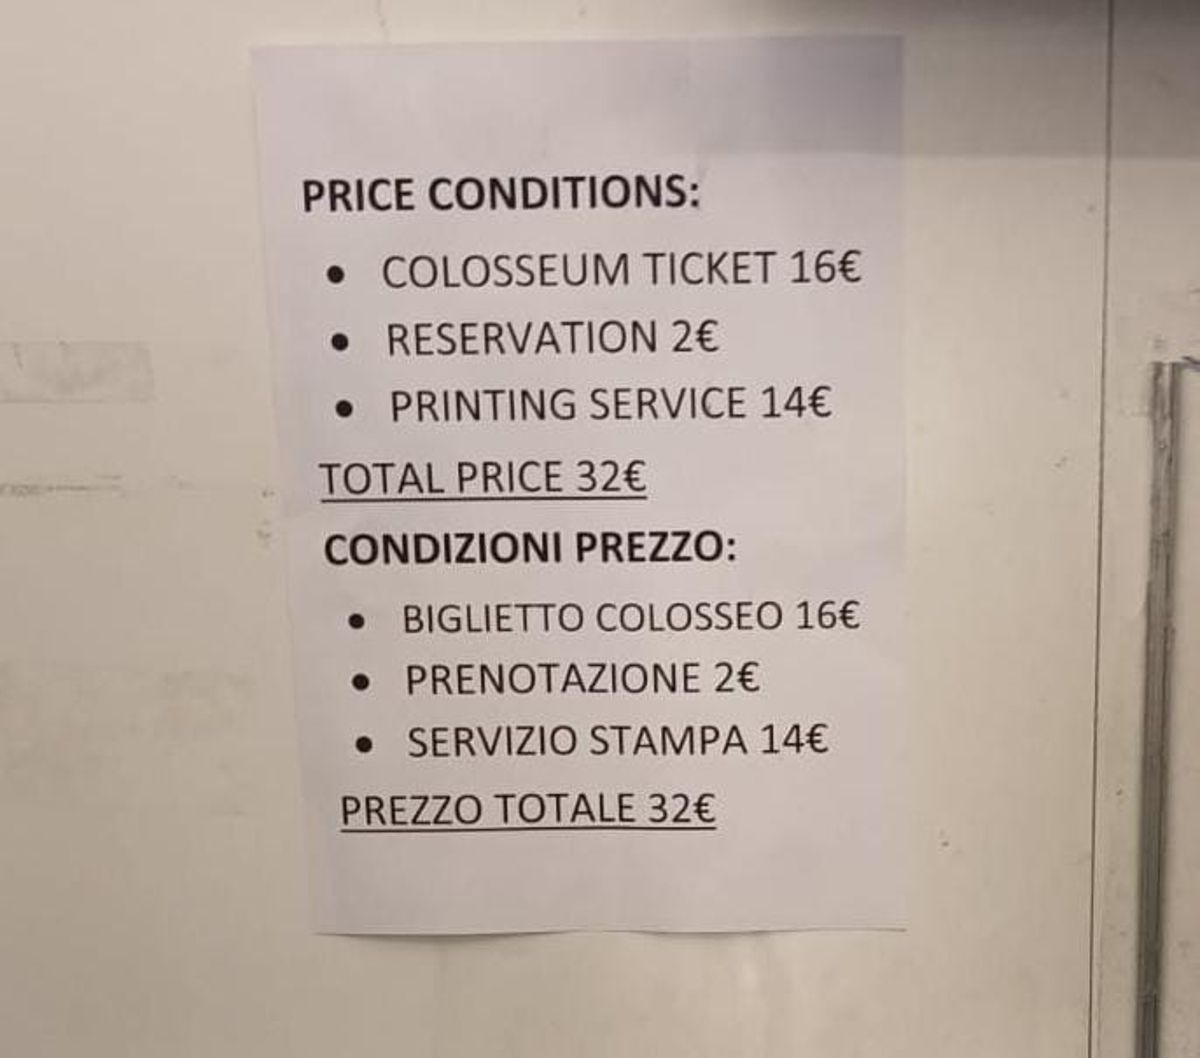 PRICE CONDITIONS:
• COLOSSEUM TICKET 16€
• RESERVATION 2€
• PRINTING SERVICE 14€
TOTAL PRICE 32€
CONDIZIONI PREZZO:
• BIGLIETTO COLOSSEO 16€
• PRENOTAZIONE 2€
• SERVIZIO STAMPA 14€
PREZZO TOTALE 32€